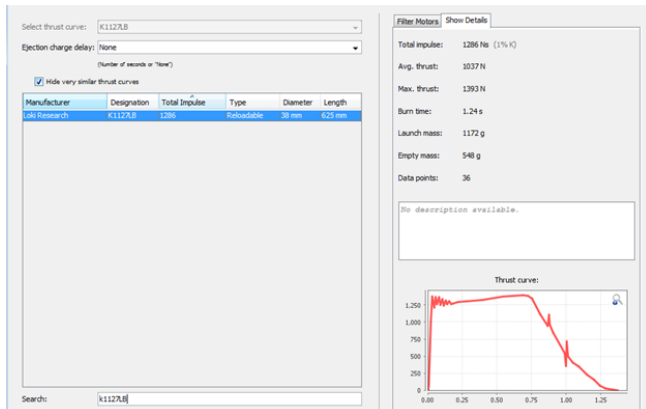 Select thrust curve: K1127LB
Ejection charge delay: None
(Number of seconds or "None")
Hide very similar thrust curves
Manufacturer Designation Total Impulse Type Diameter Length
Loki Research K1127LB 1286 Reloadable 38 mm 625 mm
Search: k1127LB
Filter Motors Show Details
Total impulse: 1286 Ns (1% K)
Avg. thrust: 1037 N
Max. thrust: 1393 N
Burn time: 1.24 s
Launch mass: 1172 g
Empty mass: 548 g
Data points: 36
No description available.
Thrust curve:
1.250
1.000
750
500
250
0
0.00 0.25 0.50 0.75 1.00 1.25